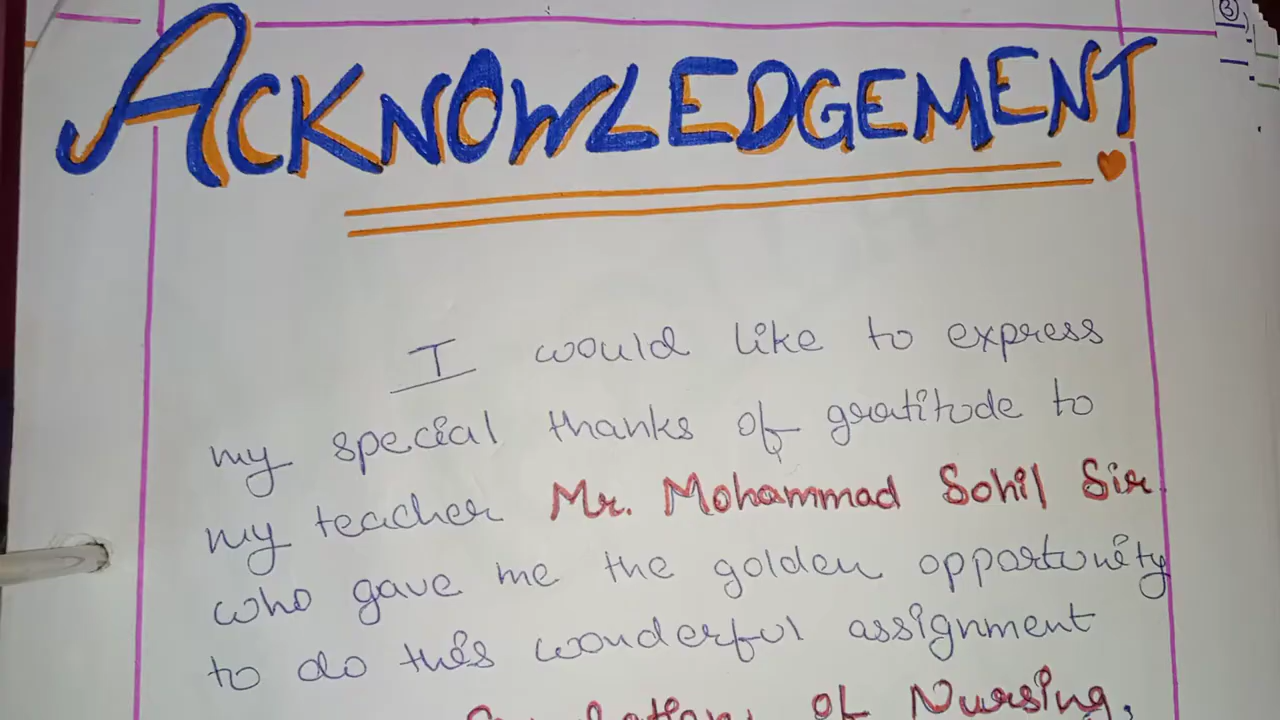 ACKNOWLEDGEMENT
I would like to express
my special thanks of gratitude to
my teacher Mr. Mohammad Sohil Sir
who gave me the golden opportunity
to do this wonderful assignment
of Nursing,
3